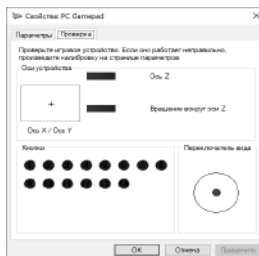 Свойства: PC Gamepad
Параметры Проверка
Проверьте игровое устройство. Если оно работает неправильно,
произведите калибровку на странице параметров.
Оси устройства
Ось Z
Вращение вокруг оси Z
Ось X / Ось Y
Кнопки
Переключатель вида
OK Отмена Применить